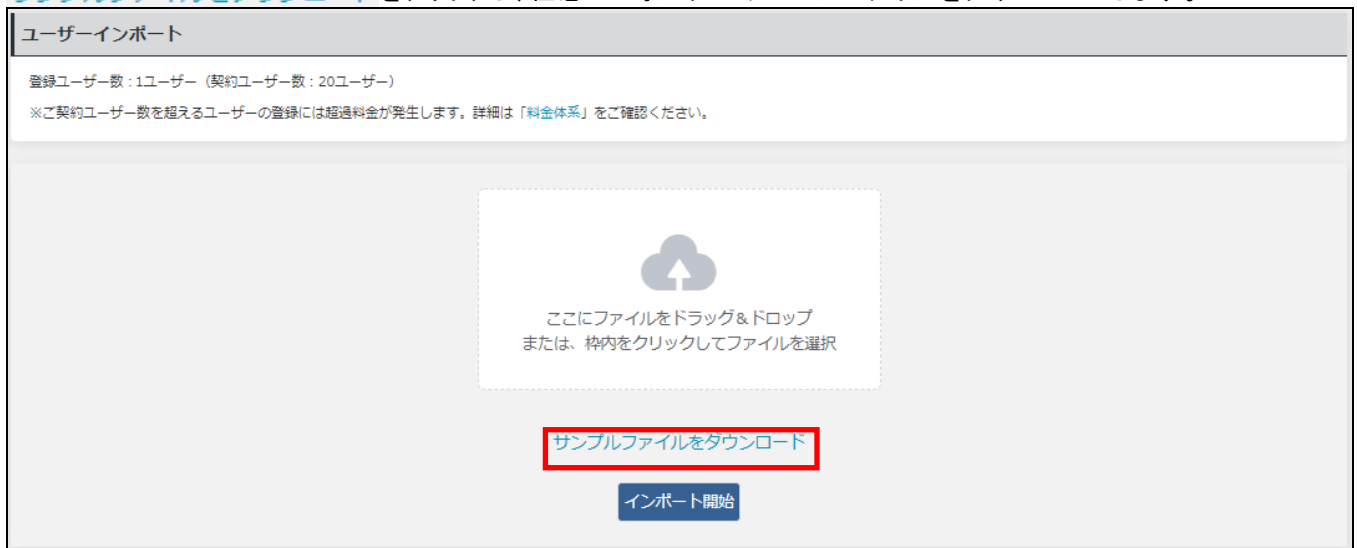 ユーザーインポート
登録ユーザー数：1ユーザー（契約ユーザー数：20ユーザー）
※ご契約ユーザー数を超えるユーザーの登録には超過料金が発生します。詳細は「料金体系」をご確認ください。
ここにファイルをドラッグ＆ドロップ
または、枠内をクリックしてファイルを選択
サンプルファイルをダウンロード
インポート開始